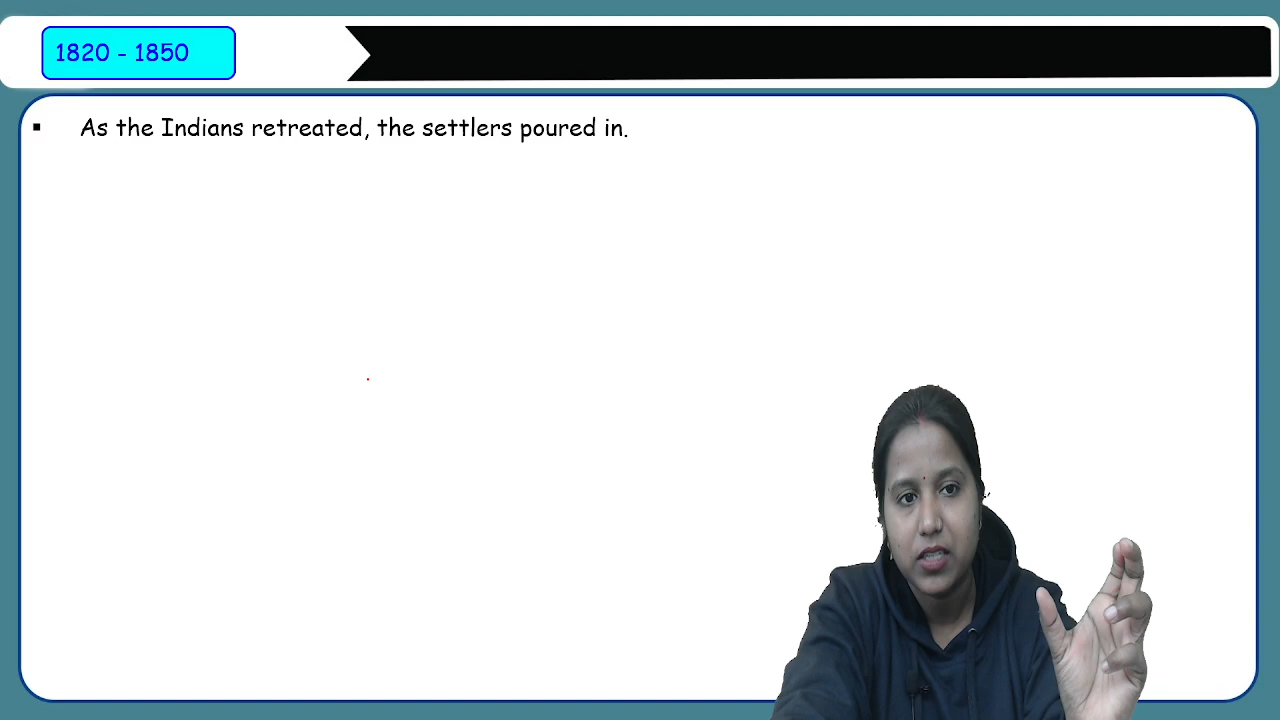 1820 - 1850
▪ As the Indians retreated, the settlers poured in.